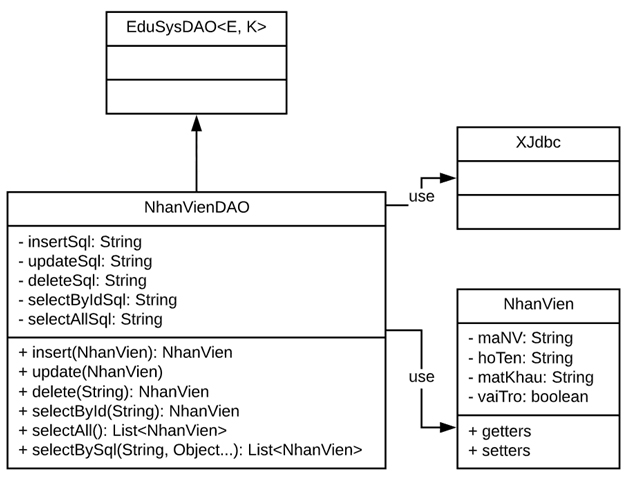 EduSysDAO<E, K>
XJdbc
use
NhanVienDAO
- insertSql: String
- updateSql: String
- deleteSql: String
- selectByIdSql: String
- selectAllSql: String
+ insert(NhanVien): NhanVien
+ update(NhanVien)
+ delete(String): NhanVien
+ selectById(String): NhanVien
+ selectAll(): List<NhanVien>
+ selectBySql(String, Object...): List<NhanVien>
use
NhanVien
- maNV: String
- hoTen: String
- matKhau: String
- vaiTro: boolean
+ getters
+ setters